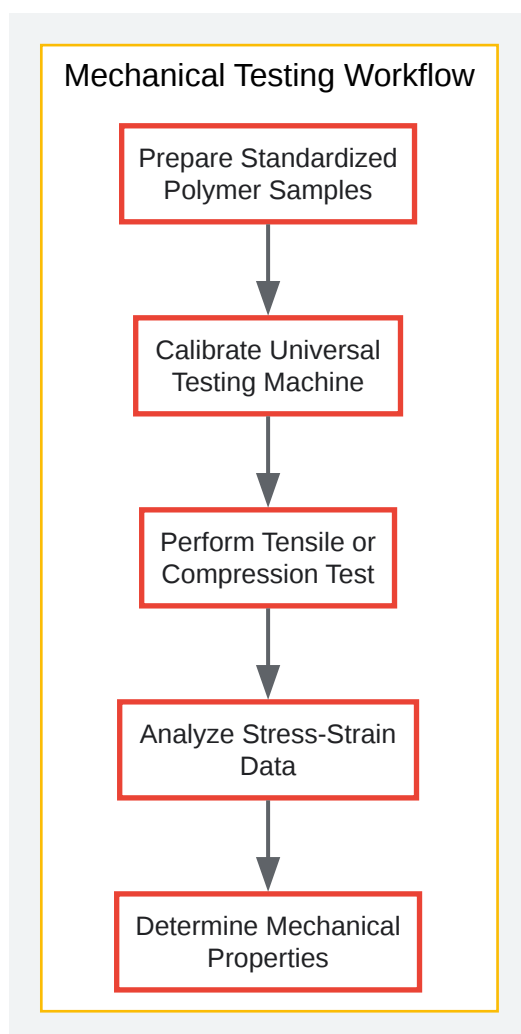 Mechanical Testing Workflow
Prepare Standardized
Polymer Samples
Calibrate Universal
Testing Machine
Perform Tensile or
Compression Test
Analyze Stress-Strain
Data
Determine Mechanical
Properties